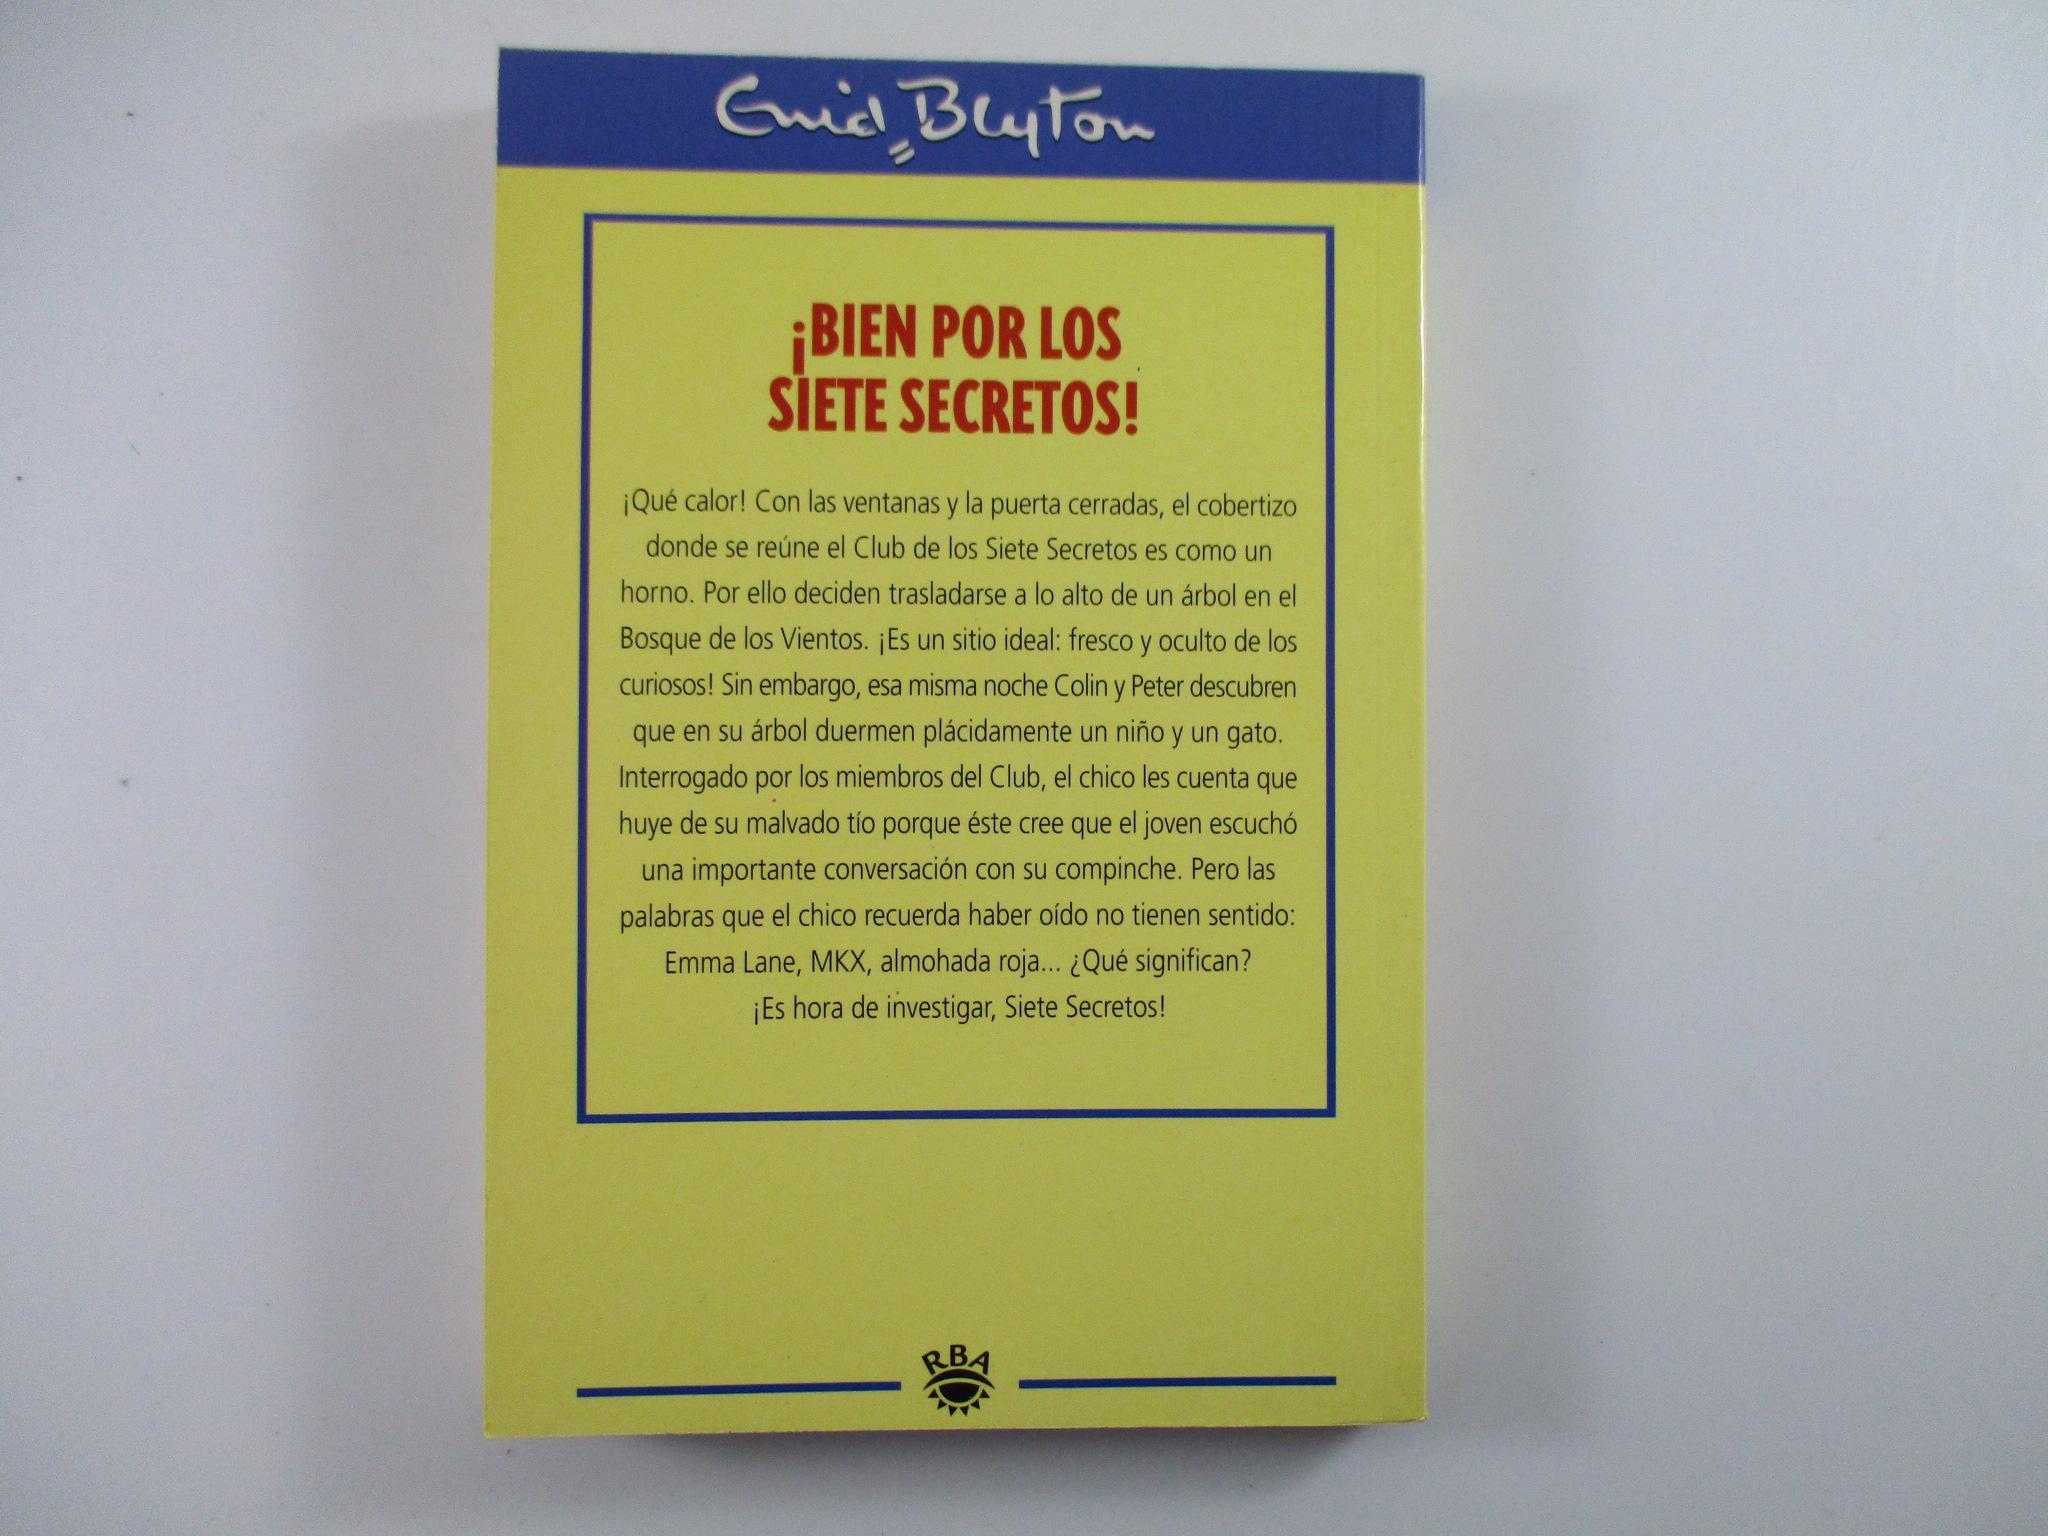 Enid Blyton
¡BIEN POR LOS
SIETE SECRETOS!
¡Qué calor! Con las ventanas y la puerta cerradas, el cobertizo
donde se reúne el Club de los Siete Secretos es como un
horno. Por ello deciden trasladarse a lo alto de un árbol en el
Bosque de los Vientos. ¡Es un sitio ideal: fresco y oculto de los
curiosos! Sin embargo, esa misma noche Colin y Peter descubren
que en su árbol duermen plácidamente un niño y un gato.
Interrogado por los miembros del Club, el chico les cuenta que
huye de su malvado tío porque éste cree que el joven escuchó
una importante conversación con su compinche. Pero las
palabras que el chico recuerda haber oído no tienen sentido:
Emma Lane, MKX, almohada roja... ¿Qué significan?
¡Es hora de investigar, Siete Secretos!
RBA